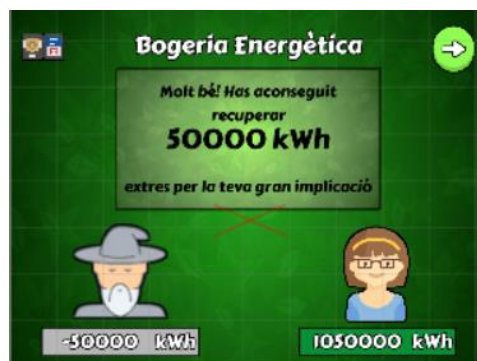 Bogeria Energètica
Molt bé! Has aconseguit
recuperar
50000 kWh
extres per la teva gran implicació
-50000 kWh
1050000 kWh